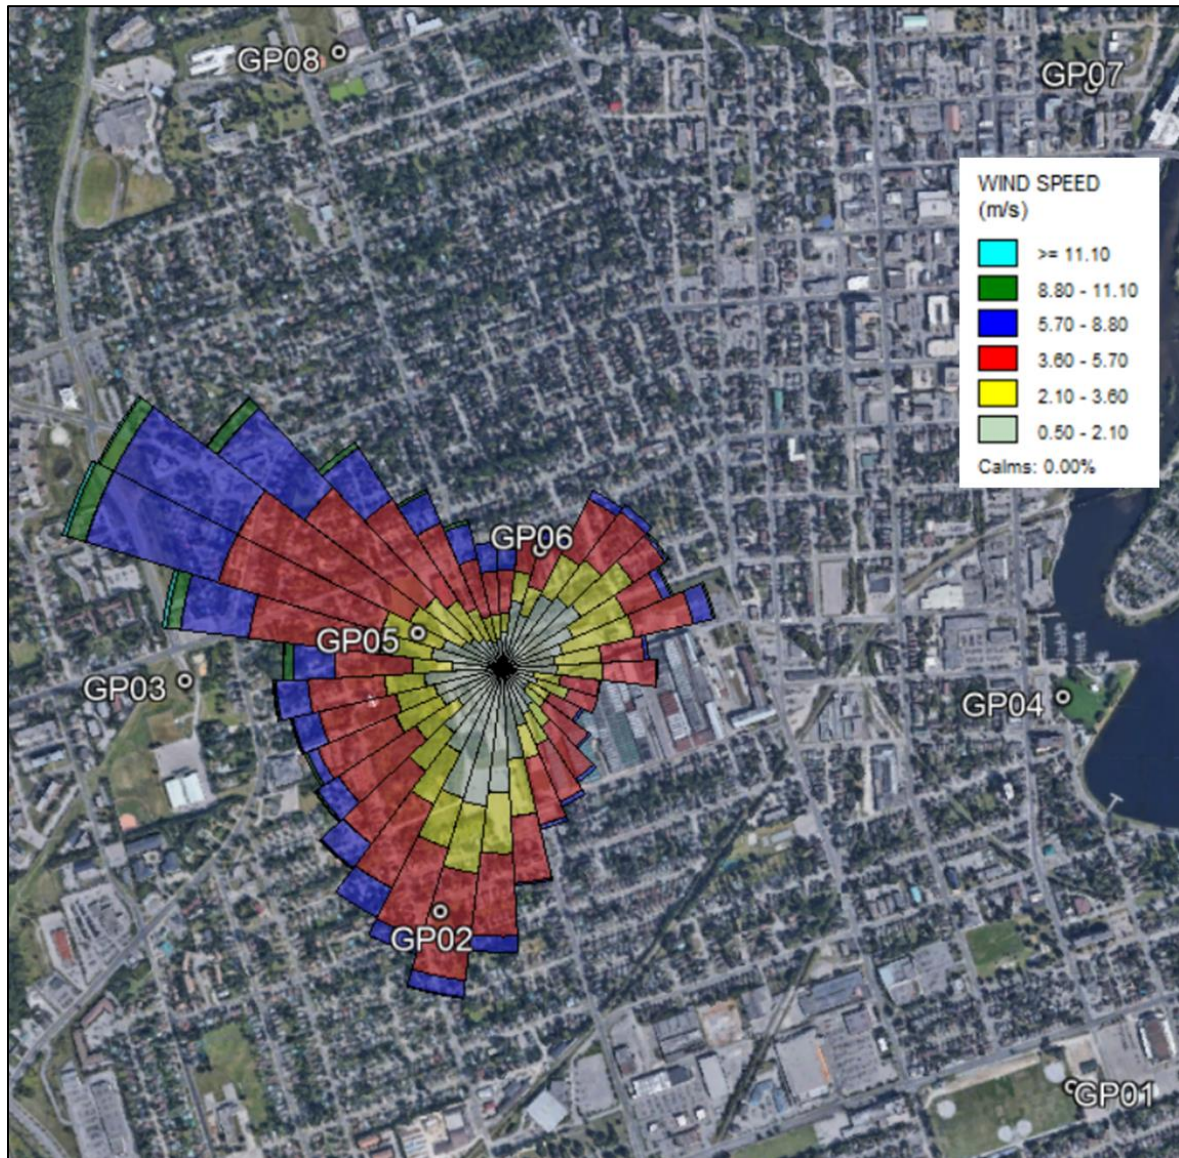 GP08
GP07
WIND SPEED
(m/s)
>= 11.10
8.80 - 11.10
5.70 - 8.80
3.60 - 5.70
2.10 - 3.60
0.50 - 2.10
Calms: 0.00%
GP06
GP05
GP03
GP04
GP02
GP01